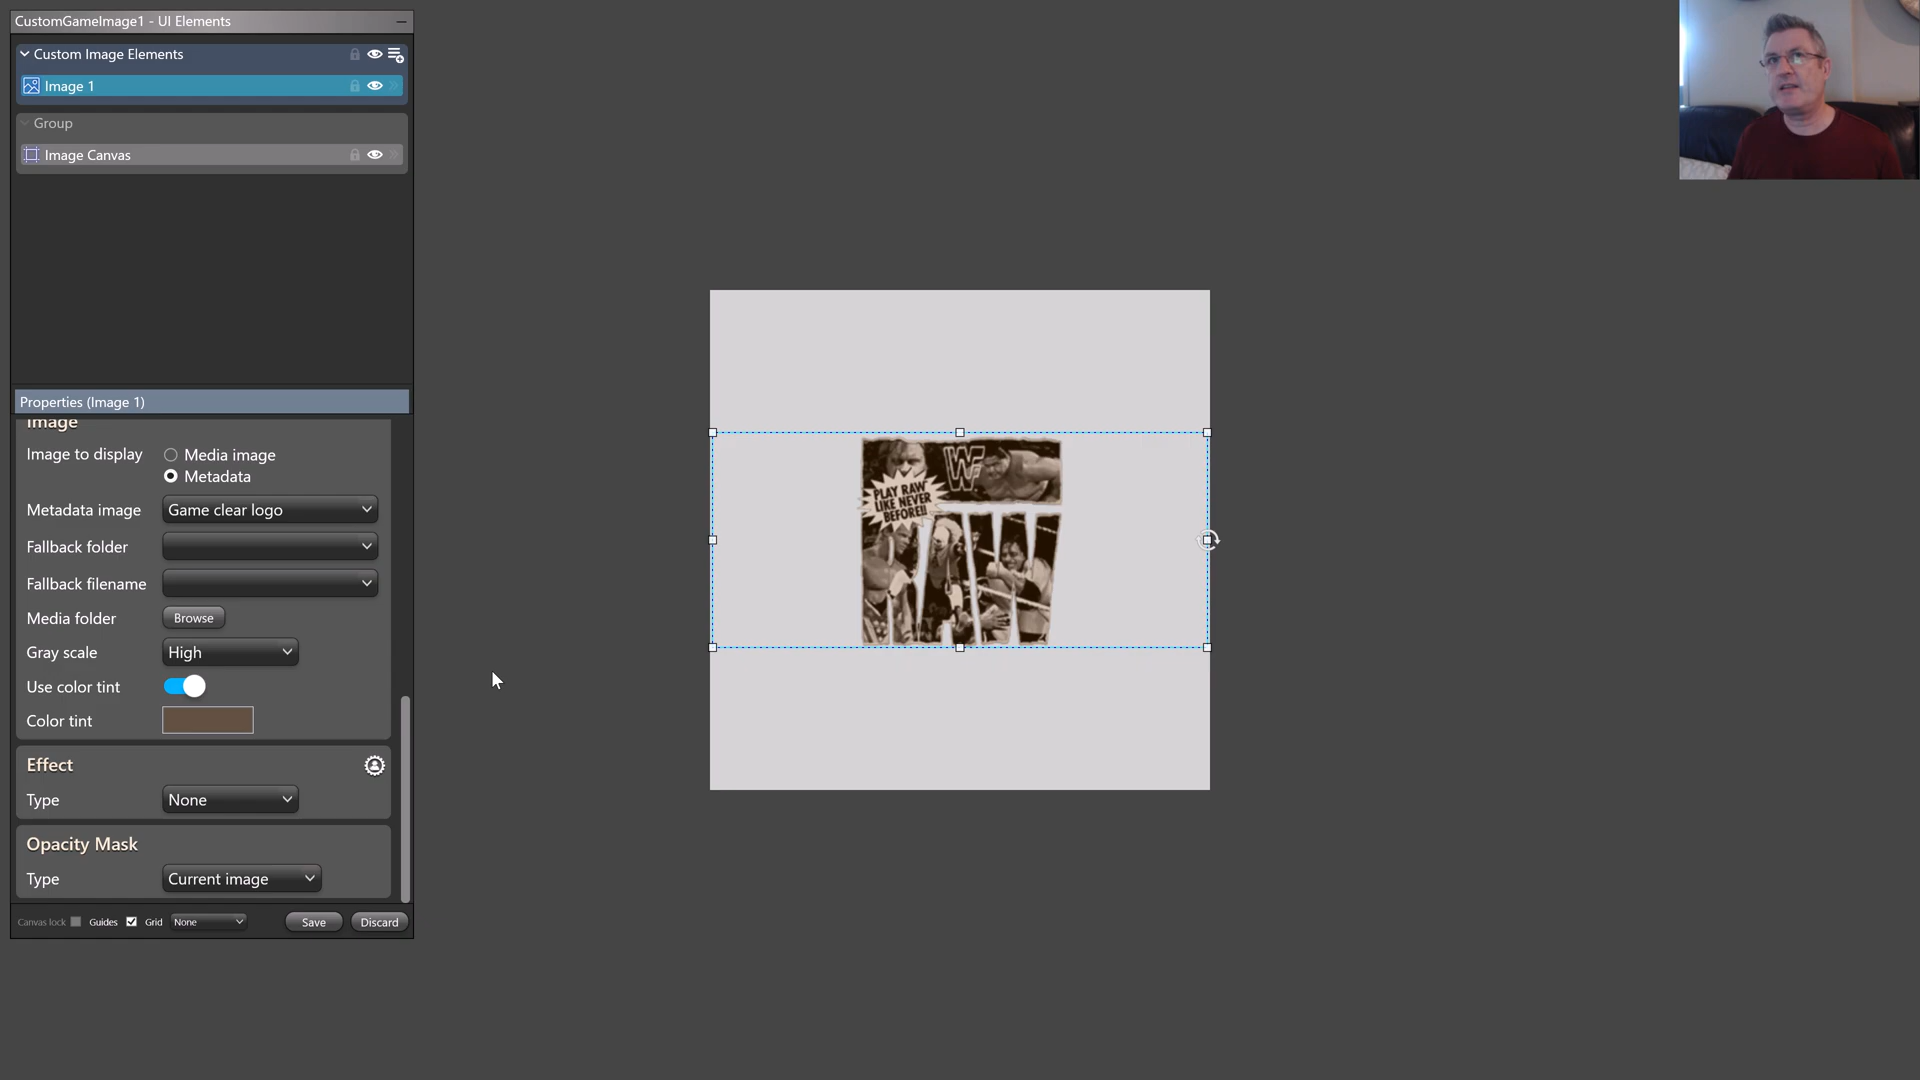 CustomGameImage1 - UI Elements
Custom Image Elements
Image 1
Group
Image Canvas
Properties (Image 1)
Image
Image to display
Media image
Metadata
Metadata image
Game clear logo
Fallback folder
Fallback filename
Media folder
Browse
Gray scale
High
Use color tint
Color tint
Effect
Type
None
Opacity Mask
Type
Current image
Canvas lock
Guides
Grid
None
Save
Discard
WF
PLAY RAW
LIKE NEVER
BEFORE!!